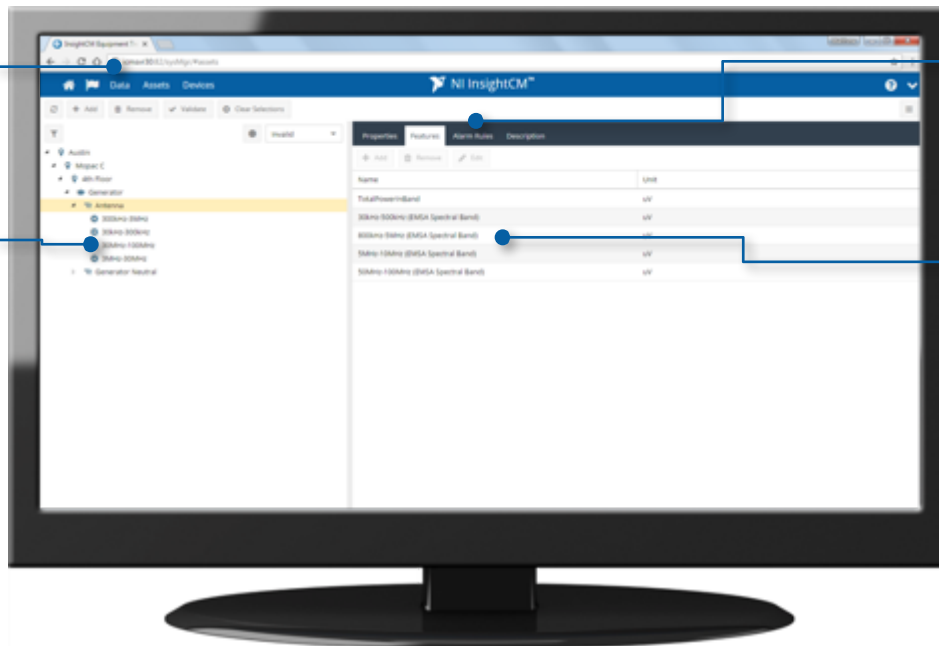 InsightCM Equipment T
Data Assets Devices
NI InsightCM™
Add Remove Validate Clear Selections
Invalid
Properties Features Alarm Rules Description
Add Remove Edit
Austin
Mopac C
4th Floor
Generator
Antenna
300kHz-3MHz
30kHz-300kHz
30MHz-100MHz
3MHz-30MHz
Generator Neutral
Name Unit
TotalPowerInBand uV
30kHz-500kHz (EMSA Spectral Band) uV
800kHz-5MHz (EMSA Spectral Band) uV
5MHz-10MHz (EMSA Spectral Band) uV
50MHz-100MHz (EMSA Spectral Band) uV